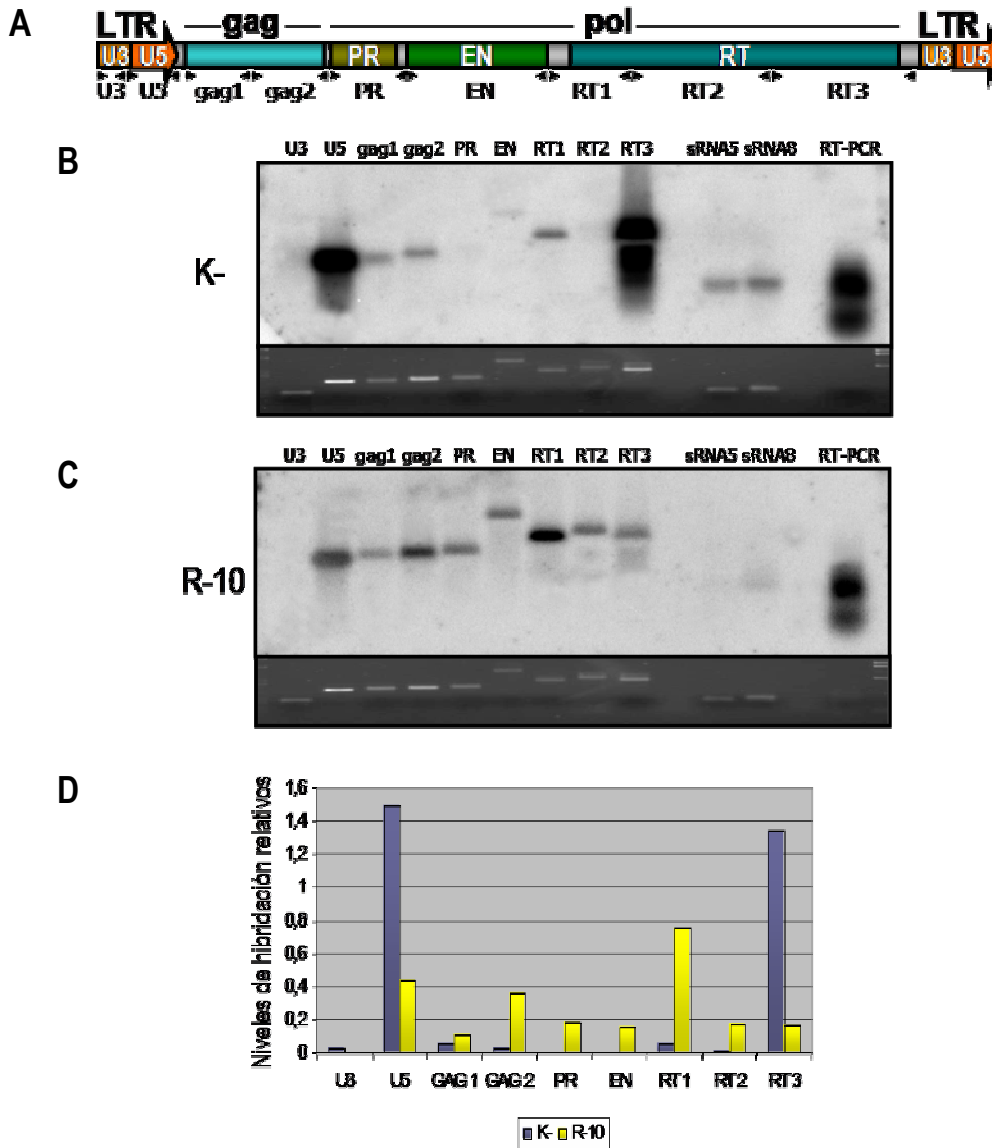 A
LTR gag pol LTR
U3 U5 PR EN RT U3 U5
U3 U5 gag1 gag2 PR EN RT1 RT2 RT3
B
U3 U5 gag1 gag2 PR EN RT1 RT2 RT3 sRNA5 sRNA8 RT-PCR
K-
C
U3 U5 gag1 gag2 PR EN RT1 RT2 RT3 sRNA5 sRNA8 RT-PCR
R-10
D
Niveles de hibridación relativos
1,6
1,4
1,2
1
0,8
0,6
0,4
0,2
0
U3 U5 GAG1 GAG2 PR EN RT1 RT2 RT3
K- R-10